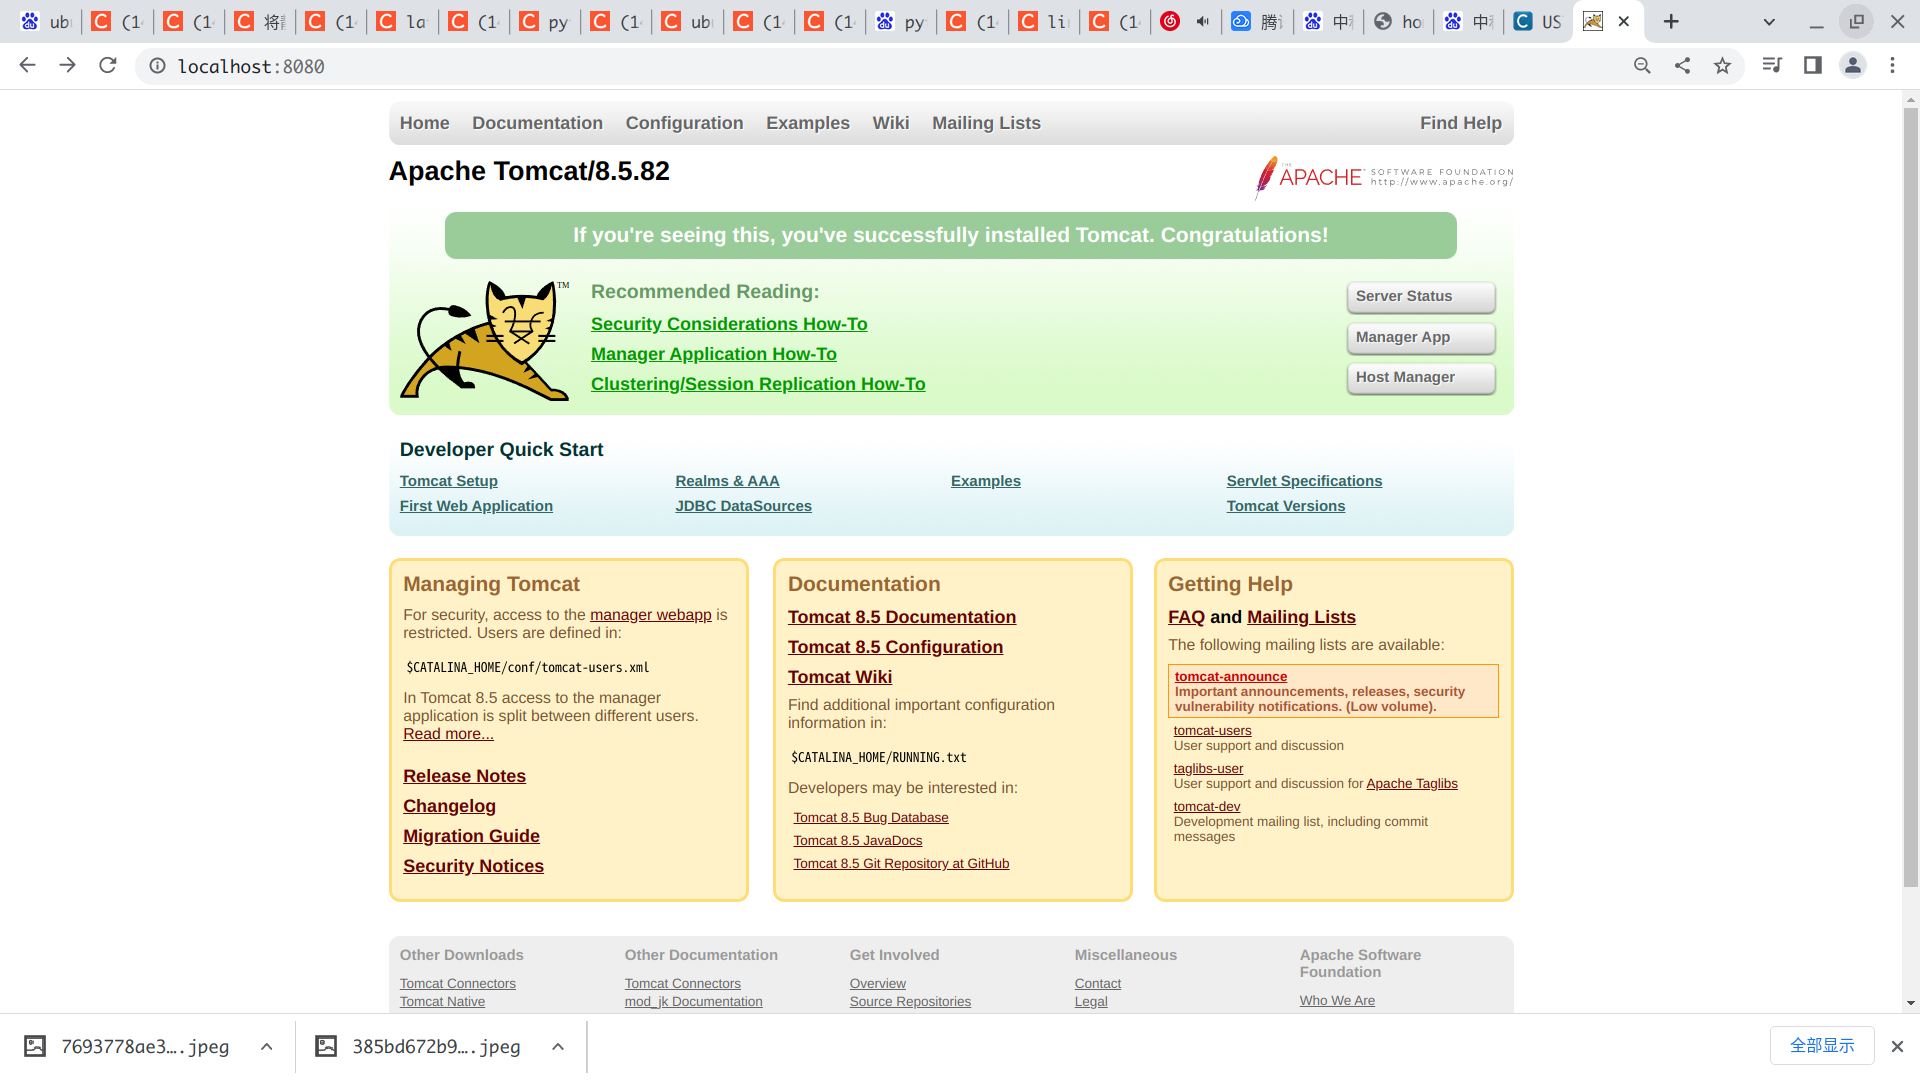 ub
(1
(1
将
(1
la
(1
py
(1
ub
(1
(1
py
(1
li
(1
腾
中
ho
中
US
localhost:8080
Home Documentation Configuration Examples Wiki Mailing Lists Find Help
Apache Tomcat/8.5.82
THE APACHE SOFTWARE FOUNDATION
http://www.apache.org/
If you're seeing this, you've successfully installed Tomcat. Congratulations!
TM
Recommended Reading:
Security Considerations How-To
Manager Application How-To
Clustering/Session Replication How-To
Server Status
Manager App
Host Manager
Developer Quick Start
Tomcat Setup
First Web Application
Realms & AAA
JDBC DataSources
Examples
Servlet Specifications
Tomcat Versions
Managing Tomcat
For security, access to the manager webapp is
restricted. Users are defined in:
$CATALINA_HOME/conf/tomcat-users.xml
In Tomcat 8.5 access to the manager
application is split between different users.
Read more...
Release Notes
Changelog
Migration Guide
Security Notices
Documentation
Tomcat 8.5 Documentation
Tomcat 8.5 Configuration
Tomcat Wiki
Find additional important configuration
information in:
$CATALINA_HOME/RUNNING.txt
Developers may be interested in:
Tomcat 8.5 Bug Database
Tomcat 8.5 JavaDocs
Tomcat 8.5 Git Repository at GitHub
Getting Help
FAQ and Mailing Lists
The following mailing lists are available:
tomcat-announce
Important announcements, releases, security
vulnerability notifications. (Low volume).
tomcat-users
User support and discussion
taglibs-user
User support and discussion for Apache Taglibs
tomcat-dev
Development mailing list, including commit
messages
Other Downloads
Tomcat Connectors
Tomcat Native
Other Documentation
Tomcat Connectors
mod_jk Documentation
Get Involved
Overview
Source Repositories
Miscellaneous
Contact
Legal
Apache Software
Foundation
Who We Are
7693778ae3....jpeg
385bd672b9....jpeg
全部显示